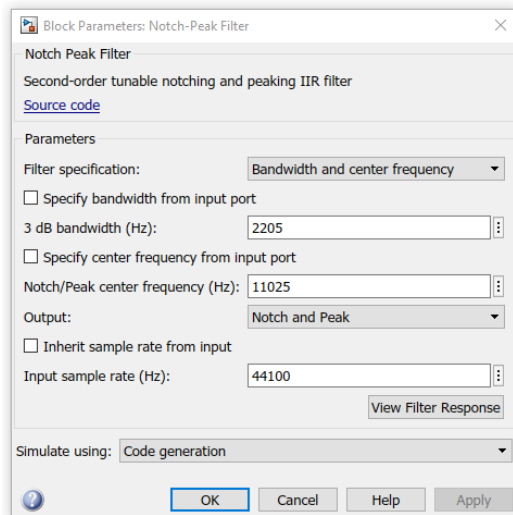 Block Parameters: Notch-Peak Filter
Notch Peak Filter
Second-order tunable notching and peaking IIR filter
Source code
Parameters
Filter specification: Bandwidth and center frequency
Specify bandwidth from input port
3 dB bandwidth (Hz): 2205
Specify center frequency from input port
Notch/Peak center frequency (Hz): 11025
Output: Notch and Peak
Inherit sample rate from input
Input sample rate (Hz): 44100
View Filter Response
Simulate using: Code generation
OK Cancel Help Apply